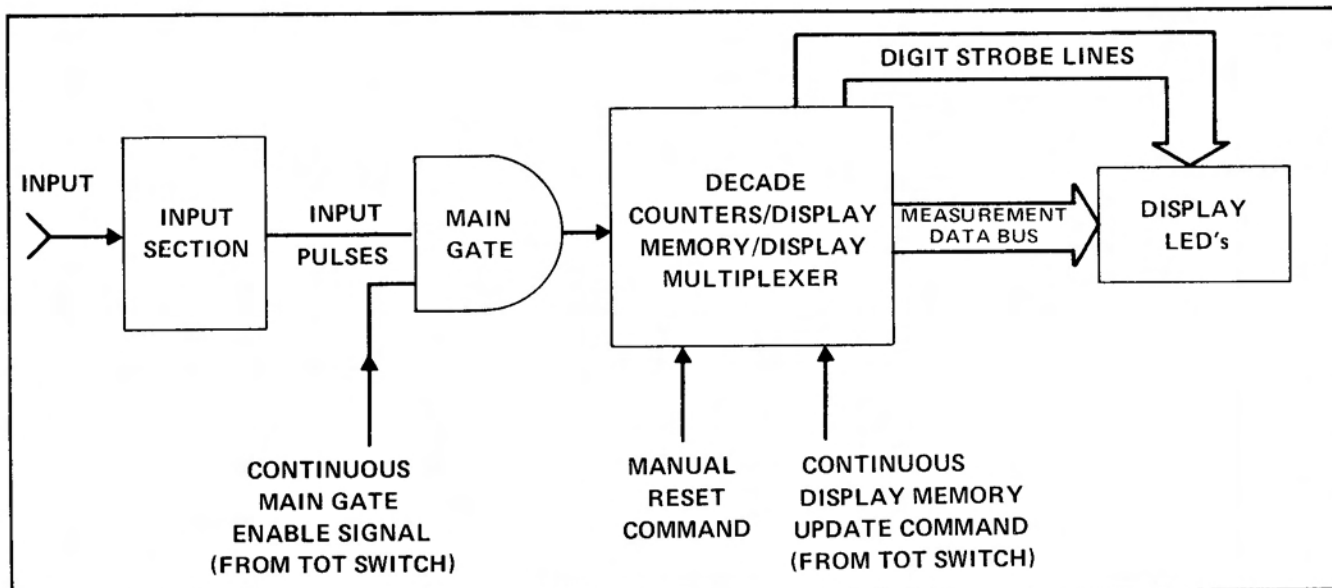 DIGIT STROBE LINES
INPUT
INPUT
SECTION
INPUT
PULSES
MAIN
GATE
DECADE
COUNTERS/DISPLAY
MEMORY/DISPLAY
MULTIPLEXER
MEASUREMENT
DATA BUS
DISPLAY
LED's
CONTINUOUS
MAIN GATE
ENABLE SIGNAL
(FROM TOT SWITCH)
MANUAL
RESET
COMMAND
CONTINUOUS
DISPLAY MEMORY
UPDATE COMMAND
(FROM TOT SWITCH)